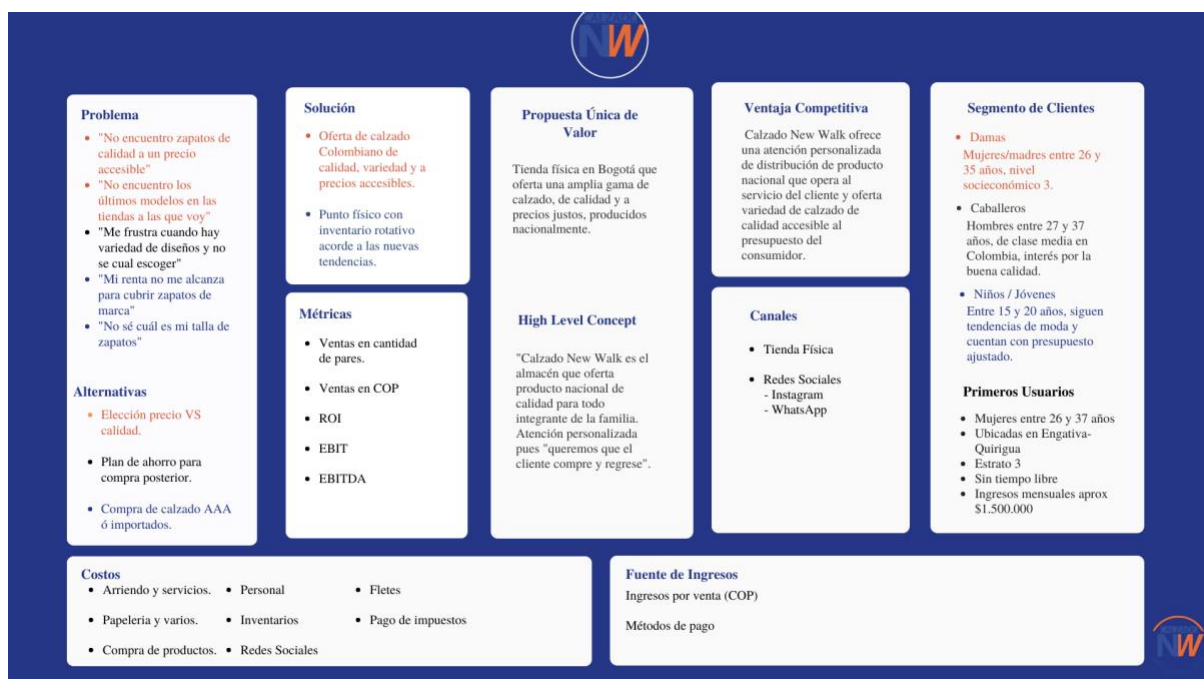 CALZADO
NW
Problema
• "No encuentro zapatos de
calidad a un precio
accesible"
• "No encuentro los
últimos modelos en las
tiendas a las que voy"
• "Me frustra cuando hay
variedad de diseños y no
se cual escoger"
• "Mi renta no me alcanza
para cubrir zapatos de
marca"
• "No sé cuál es mi talla de
zapatos"
Alternativas
• Elección precio VS
calidad.
• Plan de ahorro para
compra posterior.
• Compra de calzado AAA
ó importados.
Solución
• Oferta de calzado
Colombiano de
calidad, variedad y a
precios accesibles.
• Punto físico con
inventario rotativo
acorde a las nuevas
tendencias.
Métricas
• Ventas en cantidad
de pares.
• Ventas en COP
• ROI
• EBIT
• EBITDA
Propuesta Única de
Valor
Tienda física en Bogotá que
oferta una amplia gama de
calzado, de calidad y a
precios justos, producidos
nacionalmente.
High Level Concept
"Calzado New Walk es el
almacén que oferta
producto nacional de
calidad para todo
integrante de la familia.
Atención personalizada
pues "queremos que el
cliente compre y regrese".
Ventaja Competitiva
Calzado New Walk ofrece
una atención personalizada
de distribución de producto
nacional que opera al
servicio del cliente y oferta
variedad de calzado de
calidad accesible al
presupuesto del
consumidor.
Canales
• Tienda Física
• Redes Sociales
- Instagram
- WhatsApp
Segmento de Clientes
• Damas
Mujeres/madres entre 26 y
35 años, nivel
socieconómico 3.
• Caballeros
Hombres entre 27 y 37
años, de clase media en
Colombia, interés por la
buena calidad.
• Niños / Jóvenes
Entre 15 y 20 años, siguen
tendencias de moda y
cuentan con presupuesto
ajustado.
Primeros Usuarios
• Mujeres entre 26 y 37 años
• Ubicadas en Engativa-
Quirigua
• Estrato 3
• Sin tiempo libre
• Ingresos mensuales aprox
$1.500.000
Costos
• Arriendo y servicios.
• Papeleria y varios.
• Compra de productos.
• Personal
• Inventarios
• Redes Sociales
• Fletes
• Pago de impuestos
Fuente de Ingresos
Ingresos por venta (COP)
Métodos de pago
CALZADO
NW